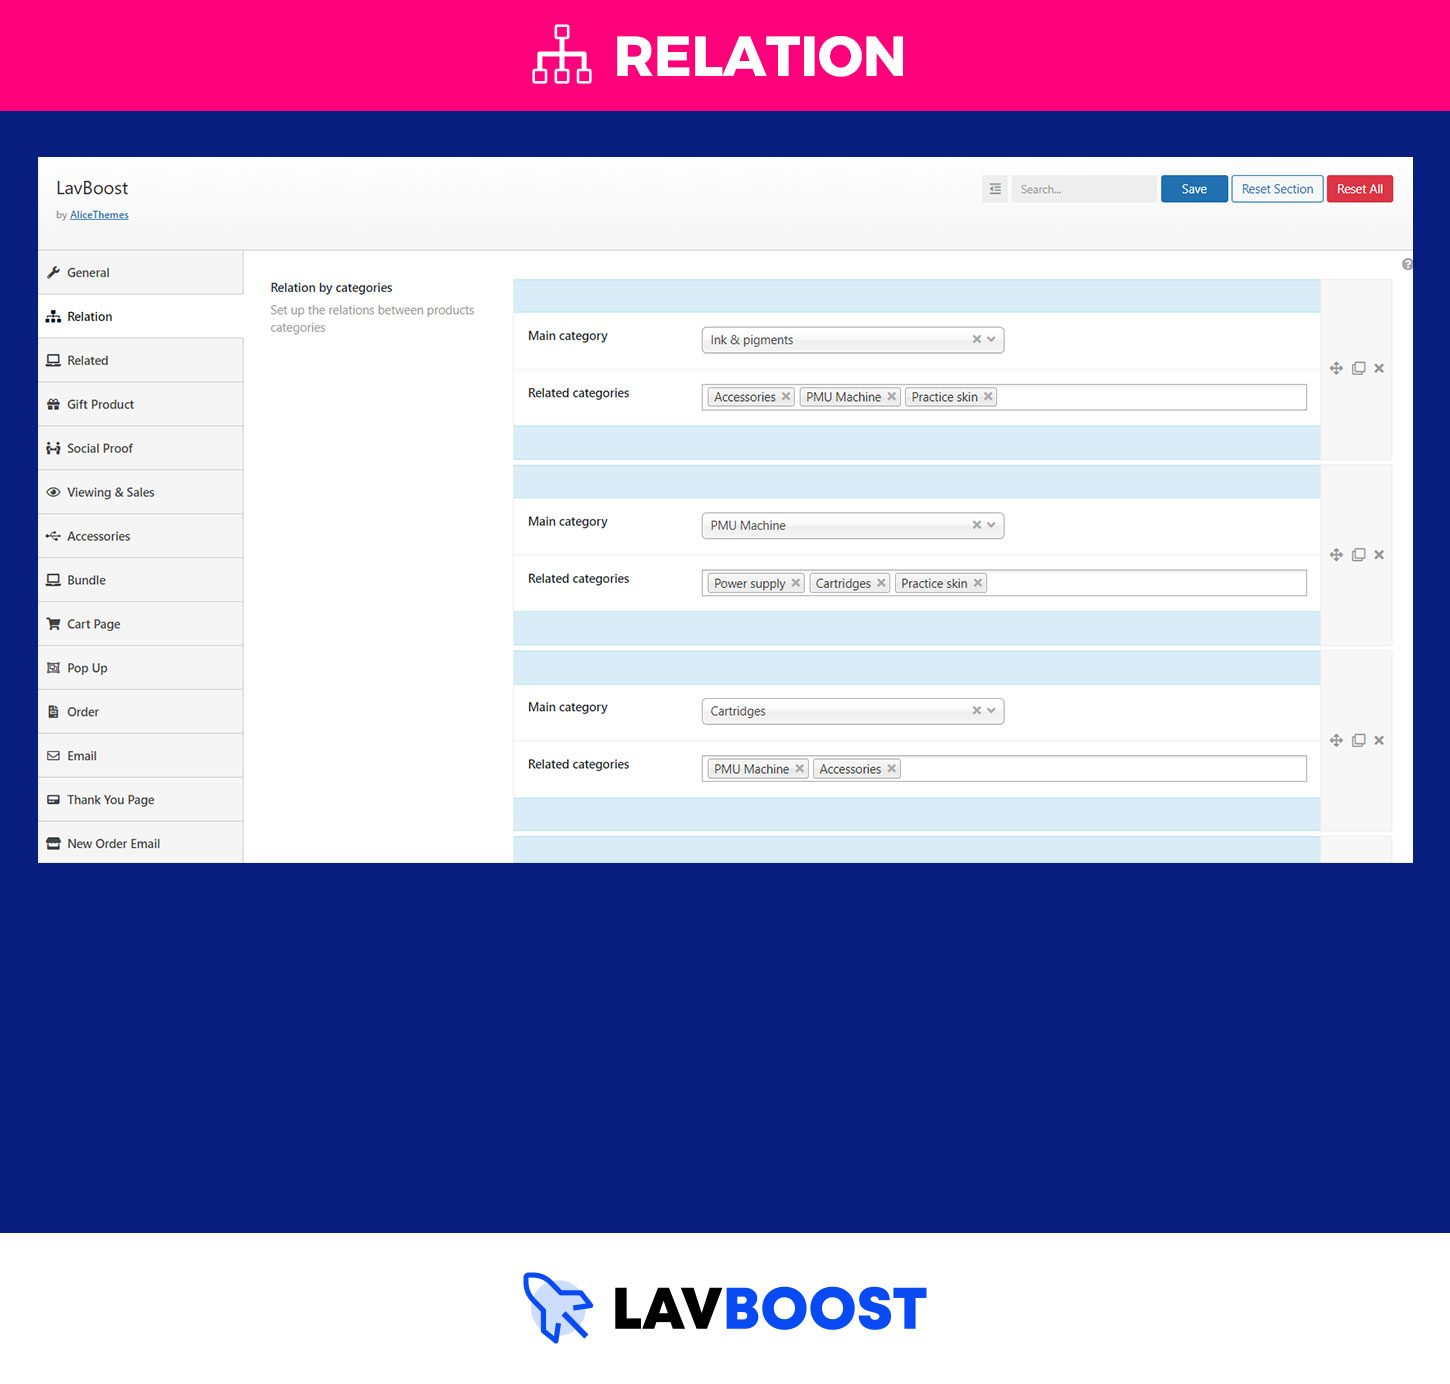 RELATION
LavBoost
by AliceThemes
Search...
Save
Reset Section
Reset All
General
Relation
Related
Gift Product
Social Proof
Viewing & Sales
Accessories
Bundle
Cart Page
Pop Up
Order
Email
Thank You Page
New Order Email
Relation by categories
Set up the relations between products
categories
Main category
Ink & pigments
Related categories
Accessories PMU Machine Practice skin
Main category
PMU Machine
Related categories
Power supply Cartridges Practice skin
Main category
Cartridges
Related categories
PMU Machine Accessories
LAVBOOST